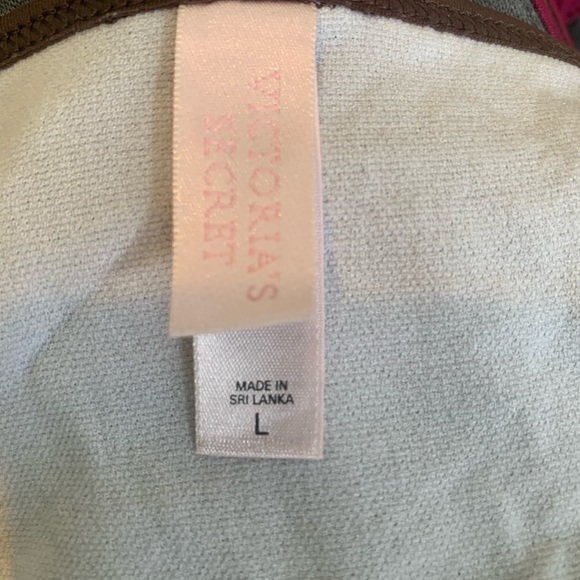 VICTORIA'S
SECRET
MADE IN
SRI LANKA
L